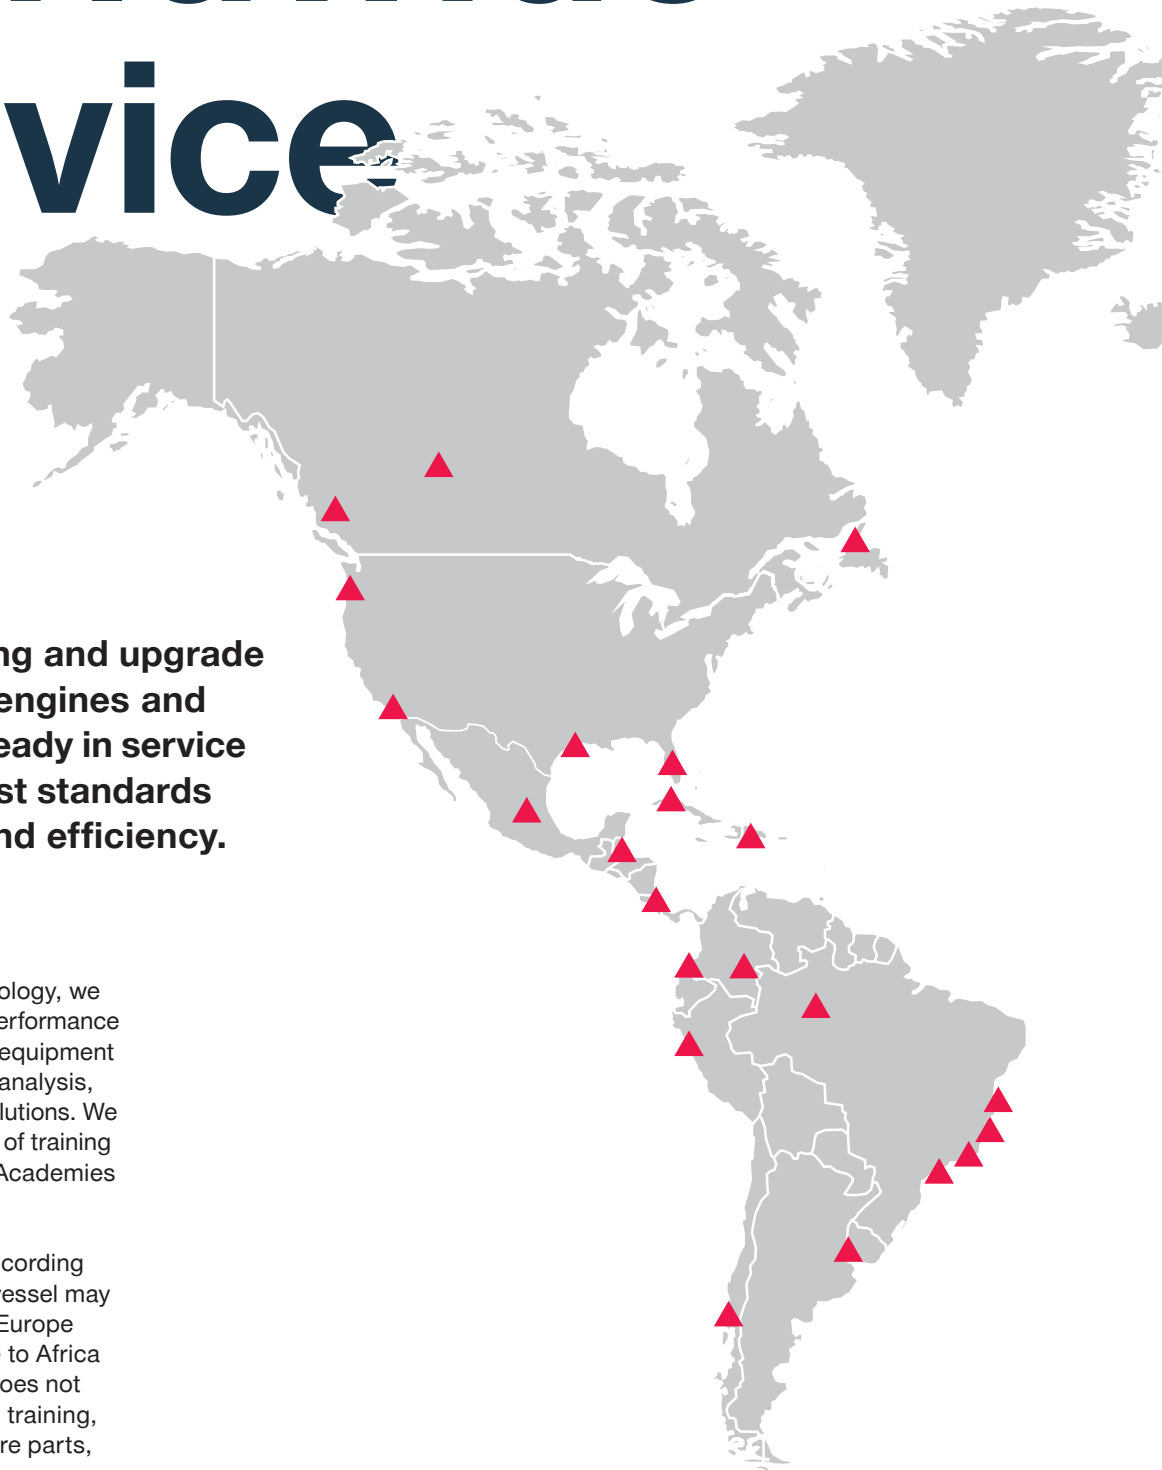 vice
ng and upgrade
engines and
eady in service
st standards
nd efficiency.
ology, we
erformance
equipment
analysis,
lutions. We
of training
Academies
cording
vessel may
Europe
to Africa
oes not
training,
re parts,